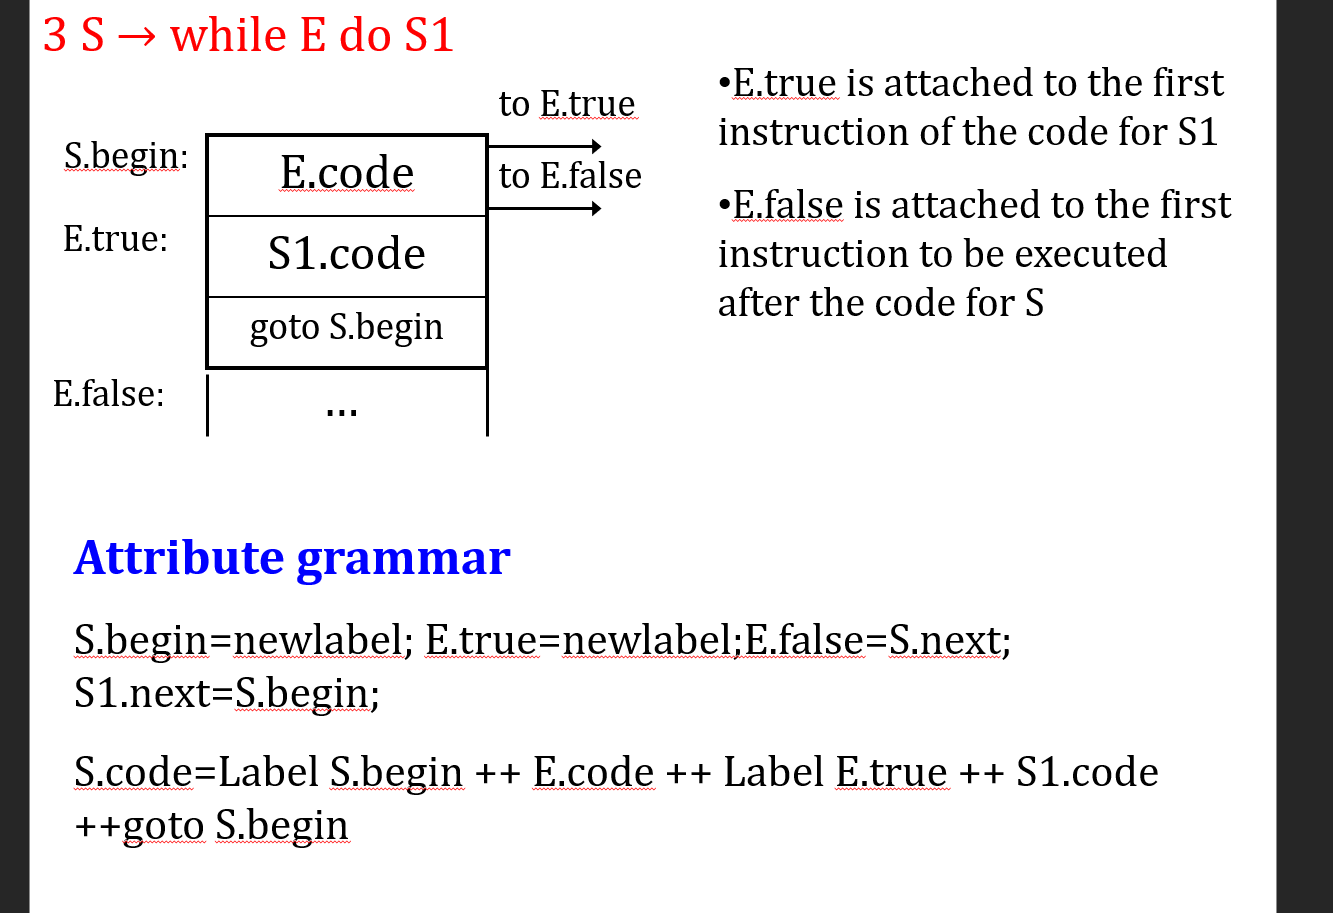 3 S → while E do S1
to E.true
S.begin:
E.code
to E.false
E.true:
S1.code
goto S.begin
E.false:
...
•E.true is attached to the first
instruction of the code for S1
•E.false is attached to the first
instruction to be executed
after the code for S
Attribute grammar
S.begin=newlabel; E.true=newlabel;E.false=S.next;
S1.next=S.begin;
S.code=Label S.begin ++ E.code ++ Label E.true ++ S1.code
++goto S.begin